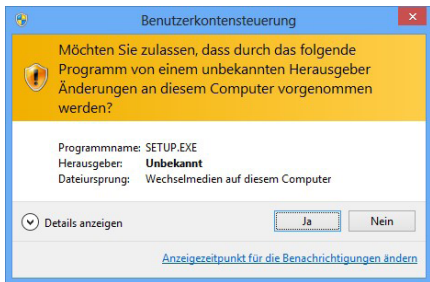 Benutzerkontensteuerung
Möchten Sie zulassen, dass durch das folgende
Programm von einem unbekannten Herausgeber
Änderungen an diesem Computer vorgenommen
werden?
Programmname: SETUP.EXE
Herausgeber: Unbekannt
Dateiursprung: Wechselmedien auf diesem Computer
Details anzeigen Ja Nein
Anzeigezeitpunkt für die Benachrichtigungen ändern